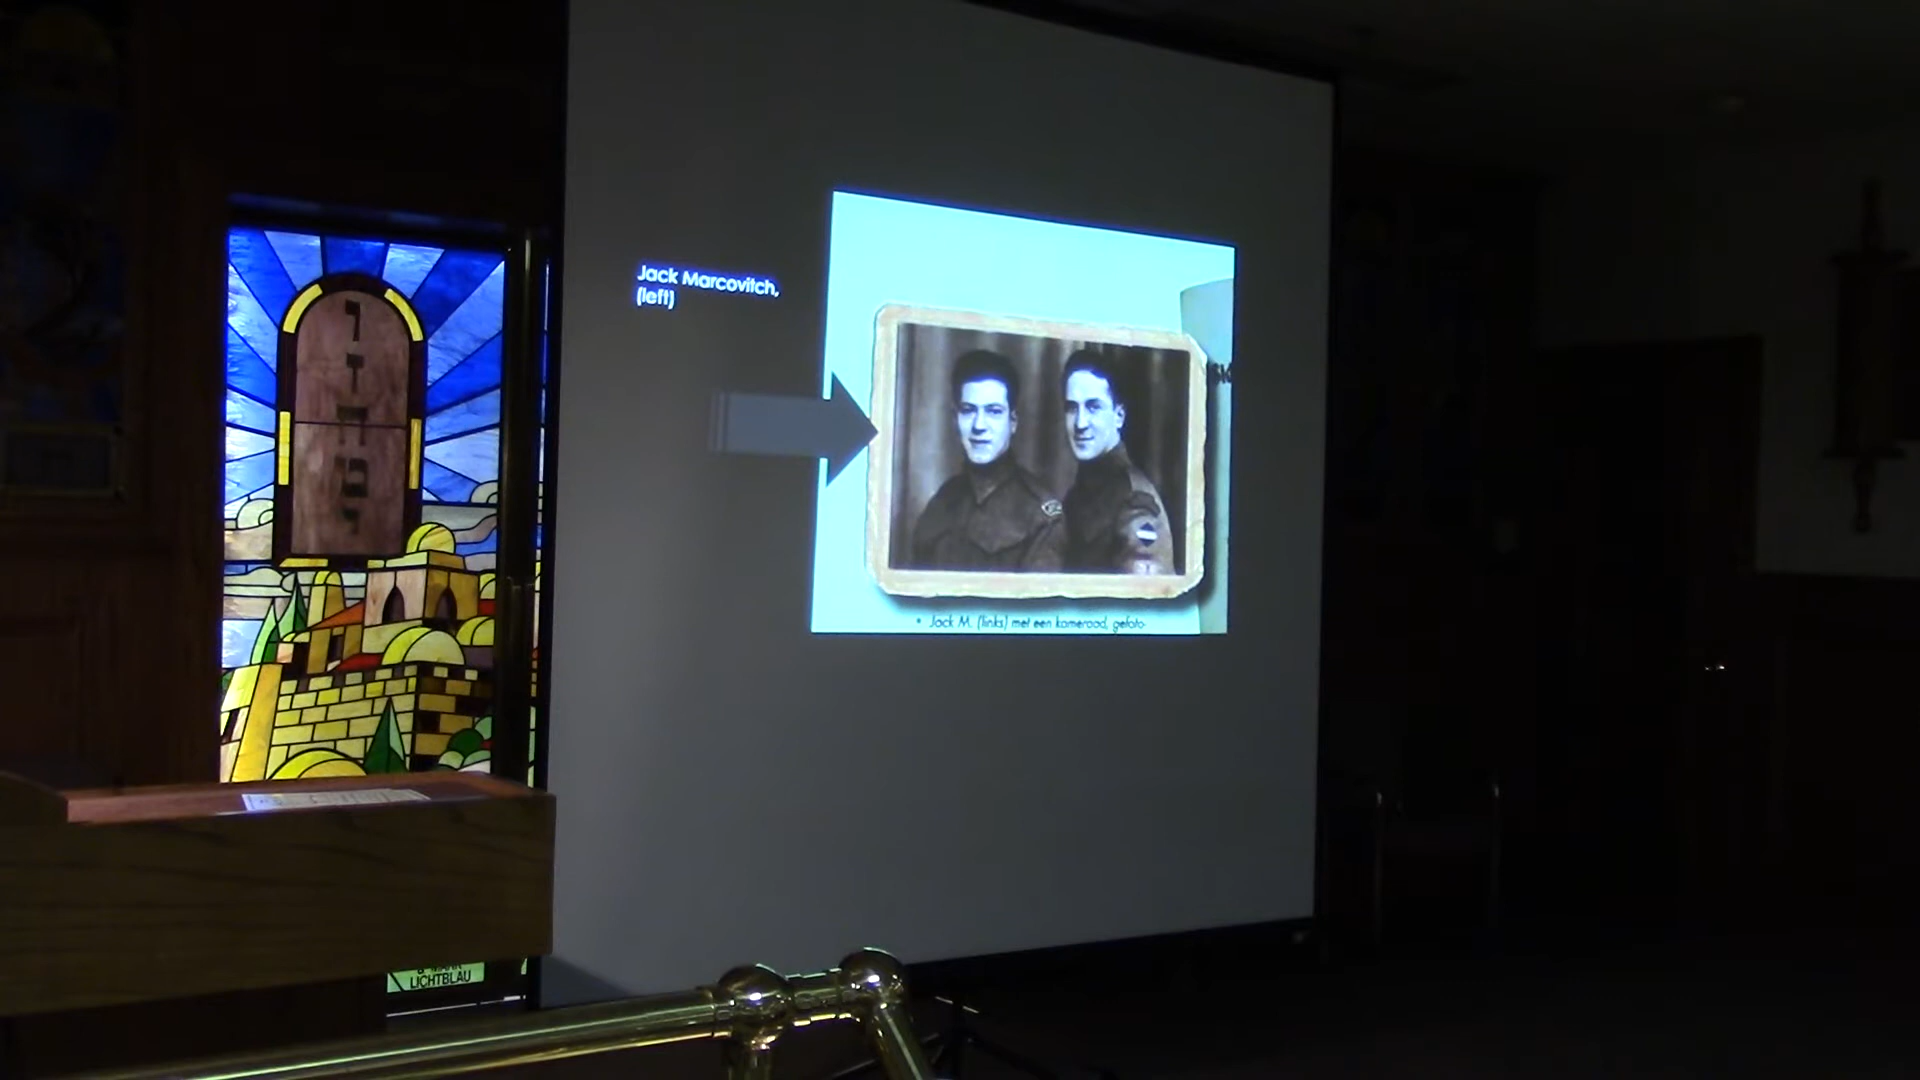 Jack Marcovitch,
(left)
• Jack M. (links) met een kameraad, gefoto-
LICHTBLAU